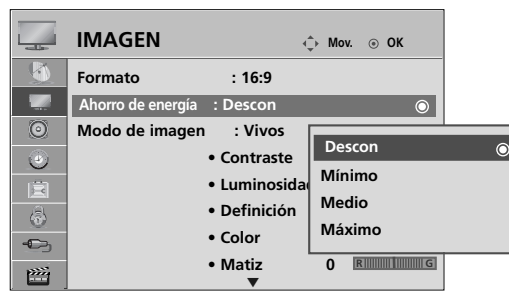 IMAGEN
Mov. OK
Formato : 16:9
Ahorro de energía : Descon
Modo de imagen : Vivos
• Contraste
• Luminosida
• Definición
• Color
• Matiz 0 R G
Descon
Mínimo
Medio
Máximo